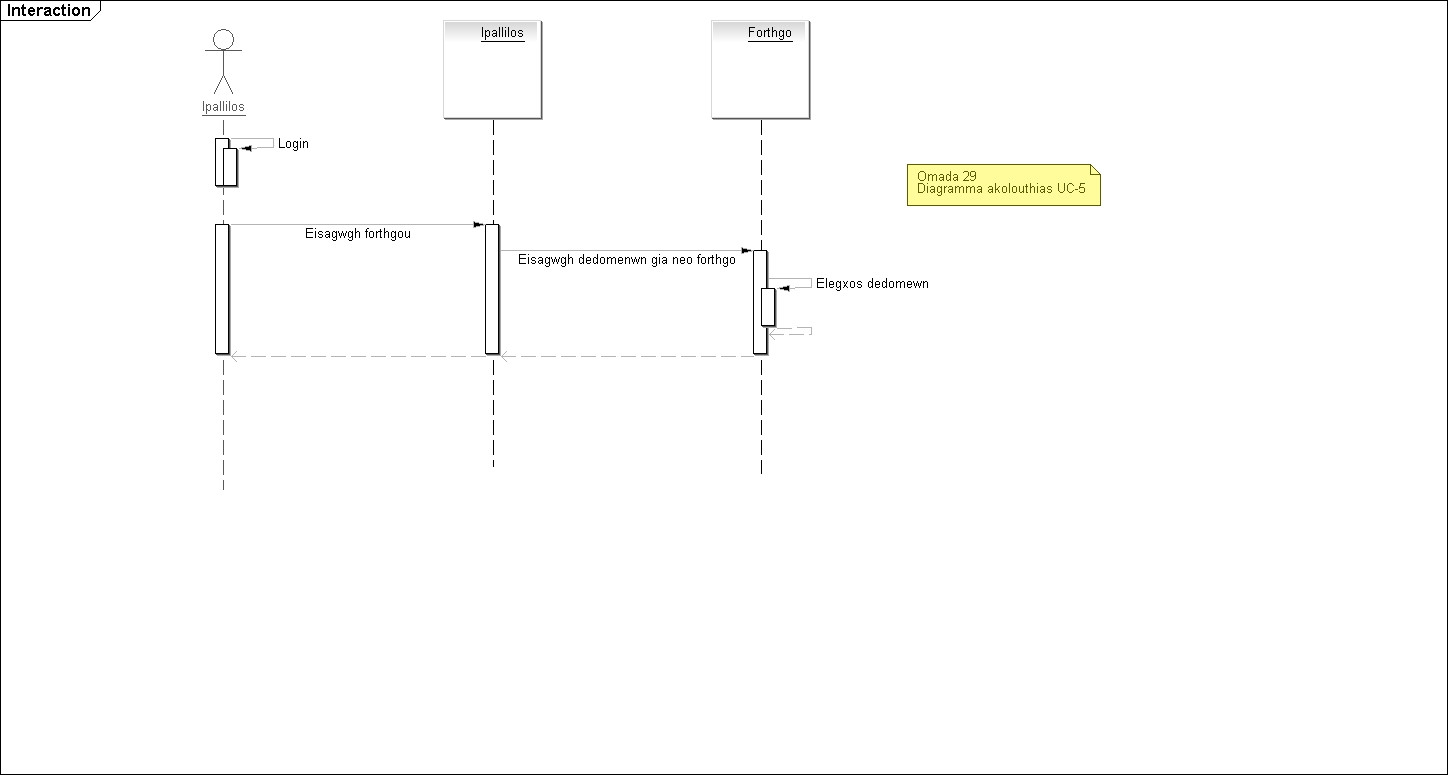 Interaction
Ipallilos
Forthgo
Ipallilos
Login
Omada 29
Diagramma akolouthias UC-5
Eisagwgh forthgou
Eisagwgh dedomenwn gia neo forthgo
Elegxos dedomewn